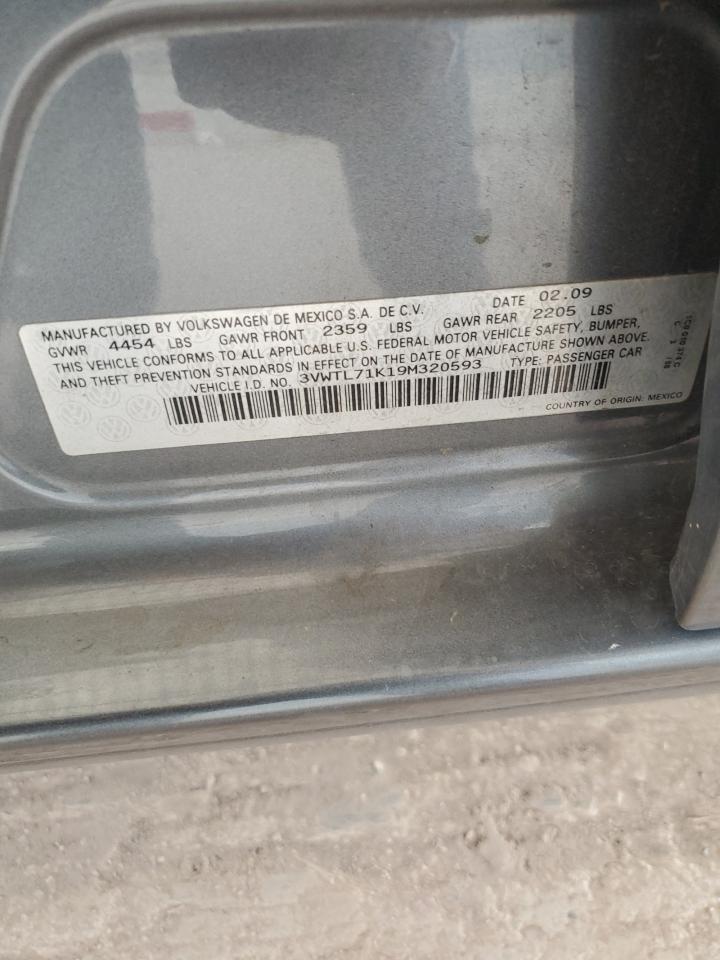 MANUFACTURED BY VOLKSWAGEN DE MEXICO S.A. DE C.V. DATE 02.09
GVWR 4454 LBS GAWR FRONT 2359 LBS GAWR REAR 2205 LBS
THIS VEHICLE CONFORMS TO ALL APPLICABLE U.S. FEDERAL MOTOR VEHICLE SAFETY, BUMPER,
AND THEFT PREVENTION STANDARDS IN EFFECT ON THE DATE OF MANUFACTURE SHOWN ABOVE.
VEHICLE I.D. NO. 3VWTL71K19M320593 TYPE: PASSENGER CAR
COUNTRY OF ORIGIN: MEXICO